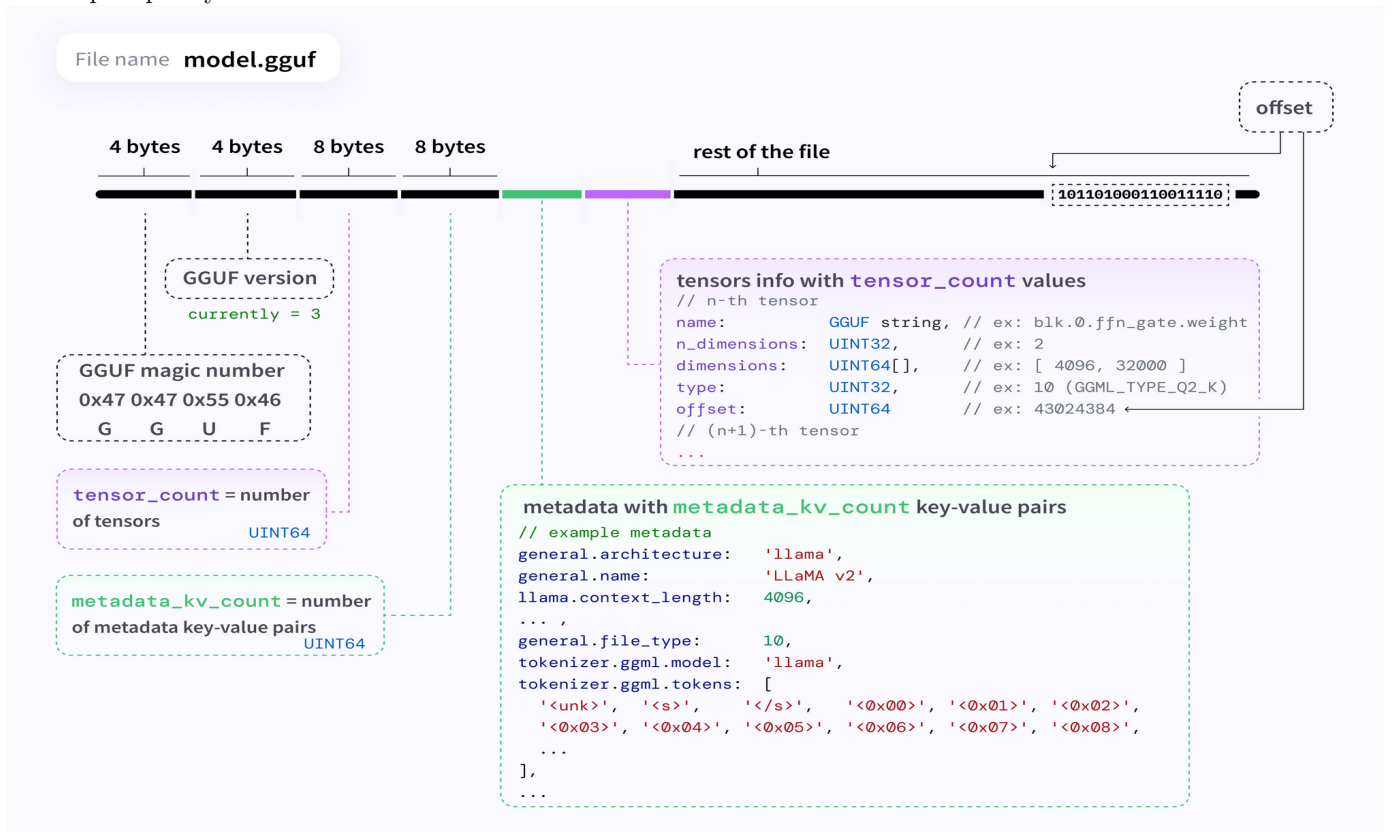 File name model.gguf
offset
4 bytes 4 bytes 8 bytes 8 bytes
rest of the file
101101000110011110
GGUF version
currently = 3
GGUF magic number
0x47 0x47 0x55 0x46
G G U F
tensor_count = number
of tensors
UINT64
metadata_kv_count = number
of metadata key-value pairs
UINT64
tensors info with tensor_count values
// n-th tensor
name: GGUF string, // ex: blk.0.ffn_gate.weight
n_dimensions: UINT32, // ex: 2
dimensions: UINT64[], // ex: [ 4096, 32000 ]
type: UINT32, // ex: 10 (GGML_TYPE_Q2_K)
offset: UINT64 // ex: 43024384
// (n+1)-th tensor
...
metadata with metadata_kv_count key-value pairs
// example metadata
general.architecture: 'llama',
general.name: 'LLaMA v2',
llama.context_length: 4096,
... ,
general.file_type: 10,
tokenizer.ggml.model: 'llama',
tokenizer.ggml.tokens: [
'<unk>', '<s>', '</s>', '<0x00>', '<0x01>', '<0x02>',
'<0x03>', '<0x04>', '<0x05>', '<0x06>', '<0x07>', '<0x08>',
...
],
...